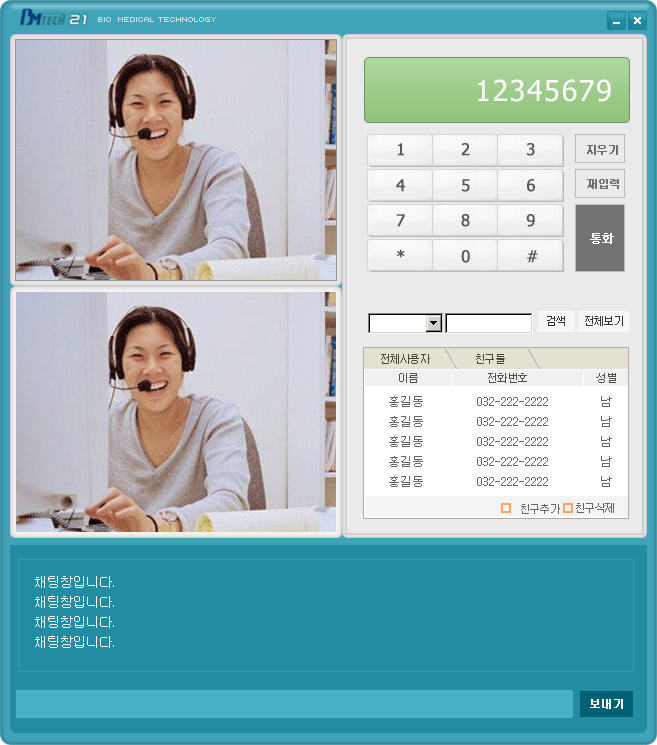 BMTECH 21 BIO MEDICAL TECHNOLOGY
12345679
1 2 3 지우기
4 5 6 재입력
7 8 9
통화
* 0 #
검색 전체보기
전체사용자 친구들
이름 전화번호 성별
홍길동 032-222-2222 남
홍길동 032-222-2222 남
홍길동 032-222-2222 남
홍길동 032-222-2222 남
홍길동 032-222-2222 남
친구추가 친구삭제
채팅창입니다.
채팅창입니다.
채팅창입니다.
채팅창입니다.
보내기